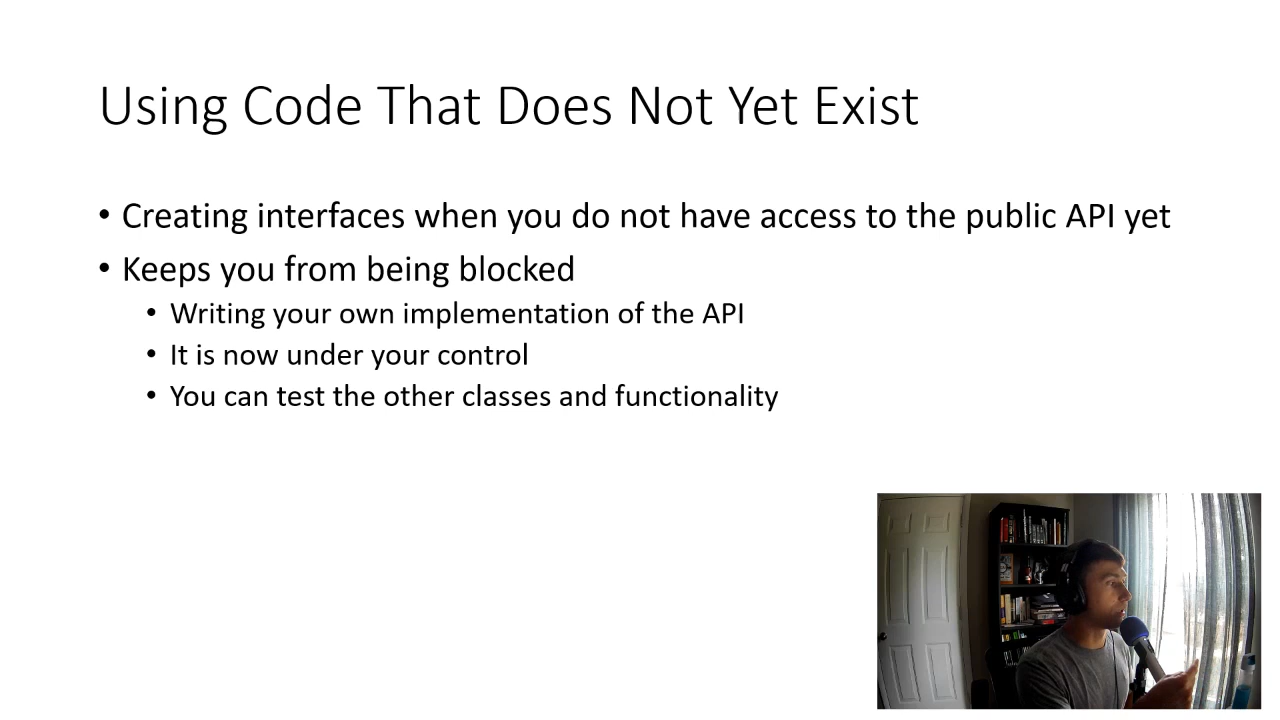 Using Code That Does Not Yet Exist
• Creating interfaces when you do not have access to the public API yet
• Keeps you from being blocked
• Writing your own implementation of the API
• It is now under your control
• You can test the other classes and functionality